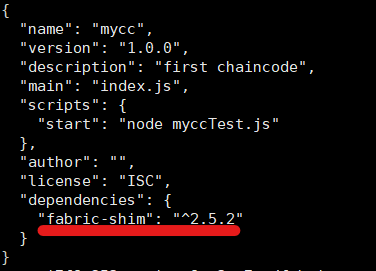 {
  "name": "mycc",
  "version": "1.0.0",
  "description": "first chaincode",
  "main": "index.js",
  "scripts": {
    "start": "node myccTest.js"
  },
  "author": "",
  "license": "ISC",
  "dependencies": {
    "fabric-shim": "^2.5.2"
  }
}